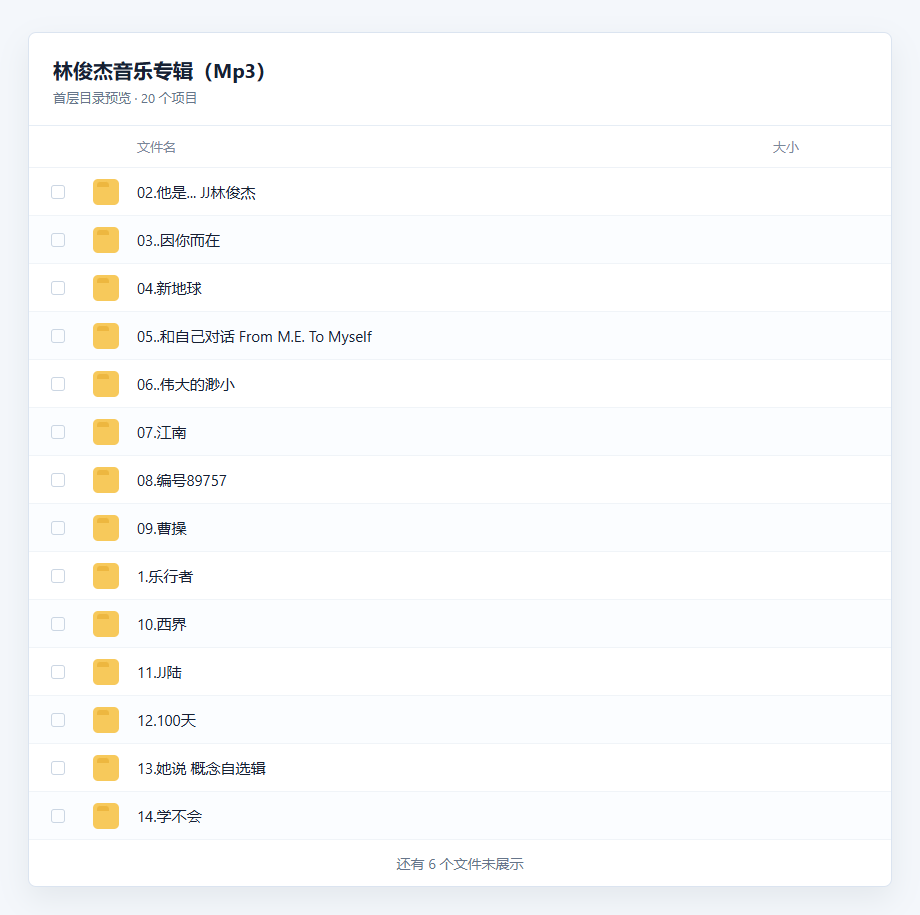 林俊杰音乐专辑（Mp3）
首层目录预览 · 20 个项目
文件名 大小
02.他是... JJ林俊杰
03..因你而在
04.新地球
05..和自己对话 From M.E. To Myself
06..伟大的渺小
07.江南
08.编号89757
09.曹操
1.乐行者
10.西界
11.JJ陆
12.100天
13.她说 概念自选辑
14.学不会
还有 6 个文件未展示